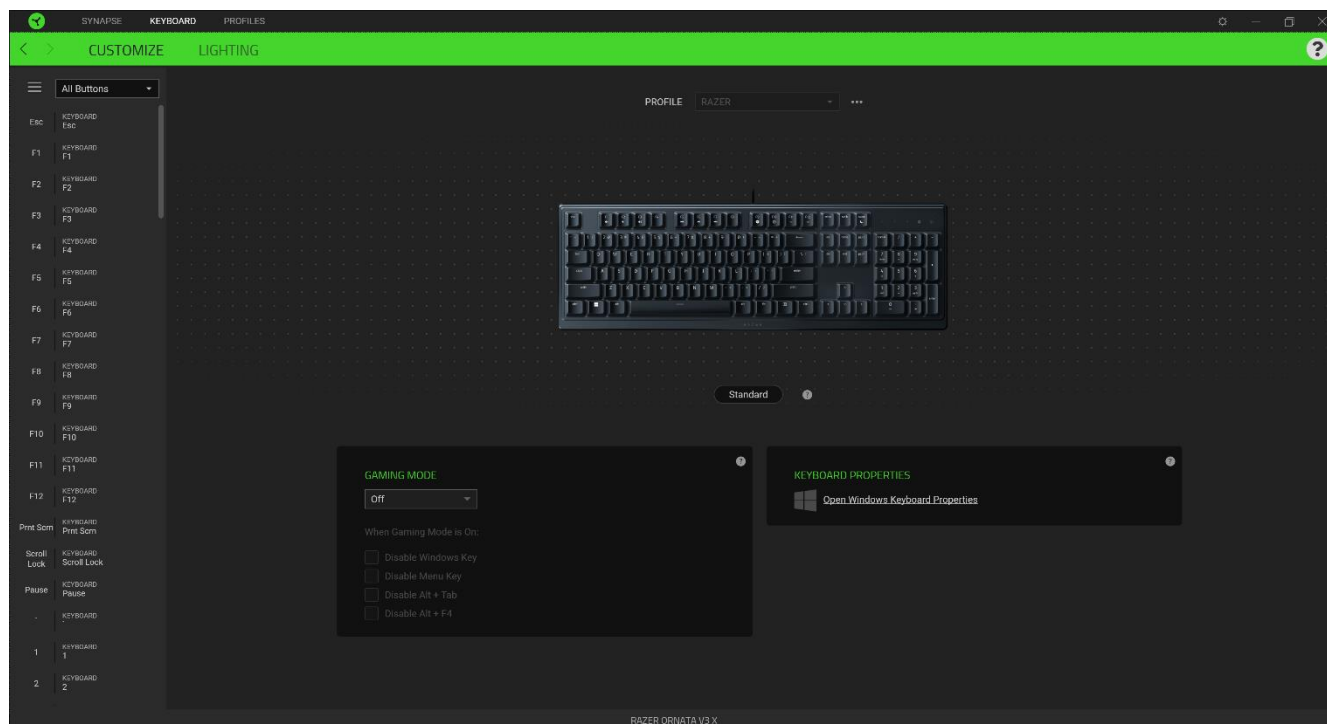 SYNAPSE KEYBOARD PROFILES
CUSTOMIZE LIGHTING
?
All Buttons
PROFILE RAZER
Esc KEYBOARD
Esc
F1 KEYBOARD
F1
F2 KEYBOARD
F2
F3 KEYBOARD
F3
F4 KEYBOARD
F4
F5 KEYBOARD
F5
F6 KEYBOARD
F6
F7 KEYBOARD
F7
F8 KEYBOARD
F8
F9 KEYBOARD
F9
F10 KEYBOARD
F10
F11 KEYBOARD
F11
F12 KEYBOARD
F12
Prnt Scrn KEYBOARD
Prnt Scrn
Scroll Lock KEYBOARD
Scroll Lock
Pause KEYBOARD
Pause
KEYBOARD
1 KEYBOARD
1
2 KEYBOARD
2
Standard ?
GAMING MODE ?
Off
When Gaming Mode is On:
Disable Windows Key
Disable Menu Key
Disable Alt + Tab
Disable Alt + F4
KEYBOARD PROPERTIES ?
Open Windows Keyboard Properties
RAZER ORNATA V3 X